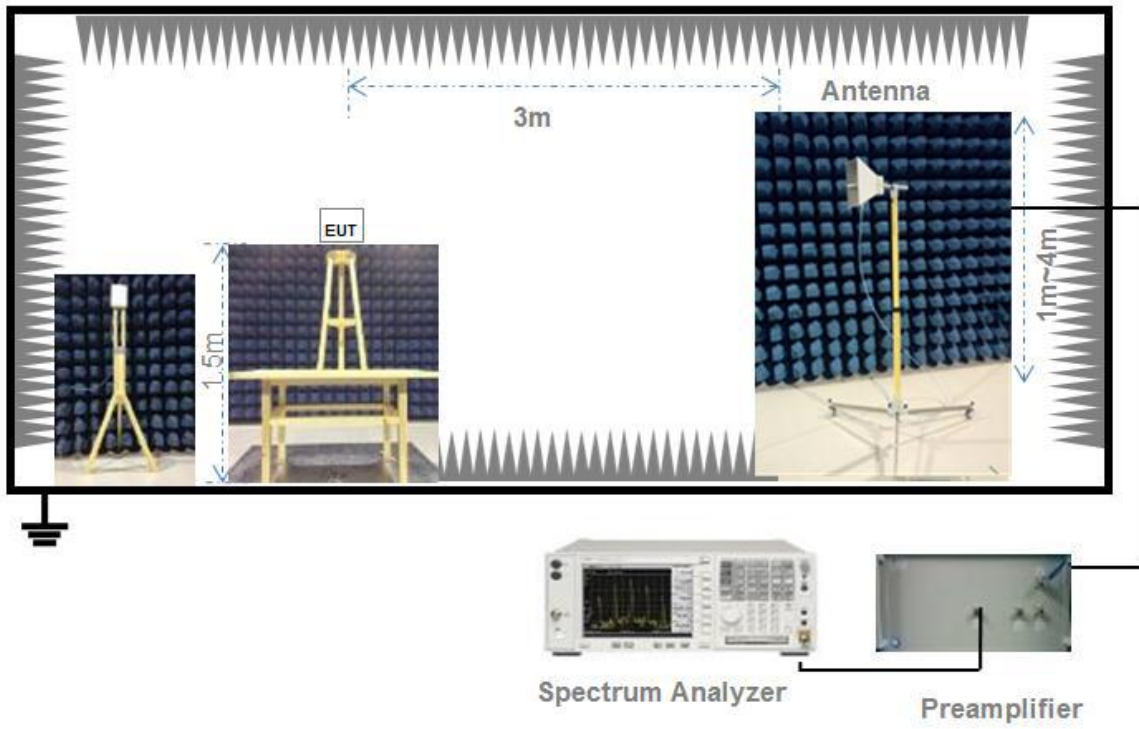 Antenna
3m
EUT
1.5m
1m~4m
Spectrum Analyzer
Preamplifier